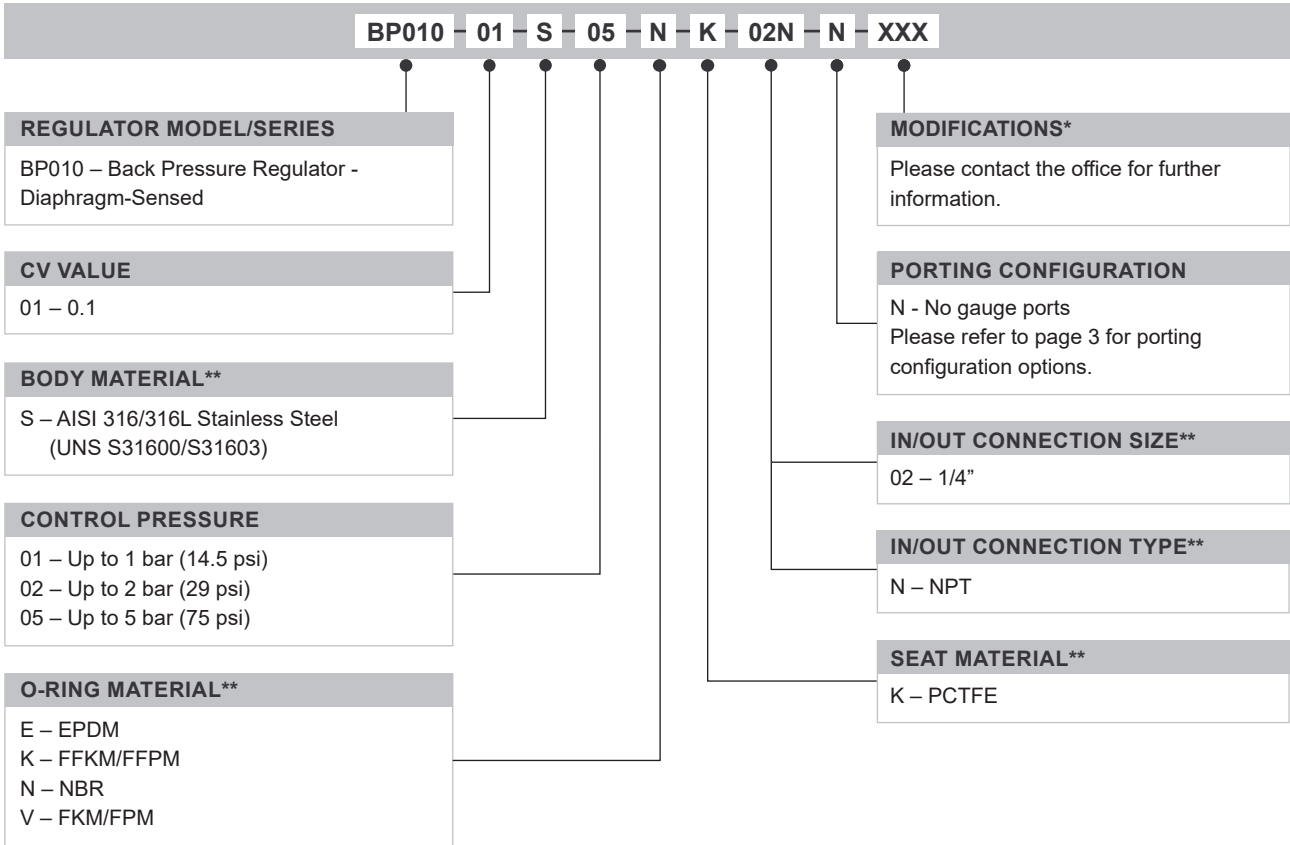 BP010 01 S 05 N K 02N N XXX
REGULATOR MODEL/SERIES
BP010 – Back Pressure Regulator -
Diaphragm-Sensed
CV VALUE
01 – 0.1
BODY MATERIAL**
S – AISI 316/316L Stainless Steel
(UNS S31600/S31603)
CONTROL PRESSURE
01 – Up to 1 bar (14.5 psi)
02 – Up to 2 bar (29 psi)
05 – Up to 5 bar (75 psi)
O-RING MATERIAL**
E – EPDM
K – FFKM/FFPM
N – NBR
V – FKM/FPM
MODIFICATIONS*
Please contact the office for further
information.
PORTING CONFIGURATION
N - No gauge ports
Please refer to page 3 for porting
configuration options.
IN/OUT CONNECTION SIZE**
02 – 1/4”
IN/OUT CONNECTION TYPE**
N – NPT
SEAT MATERIAL**
K – PCTFE